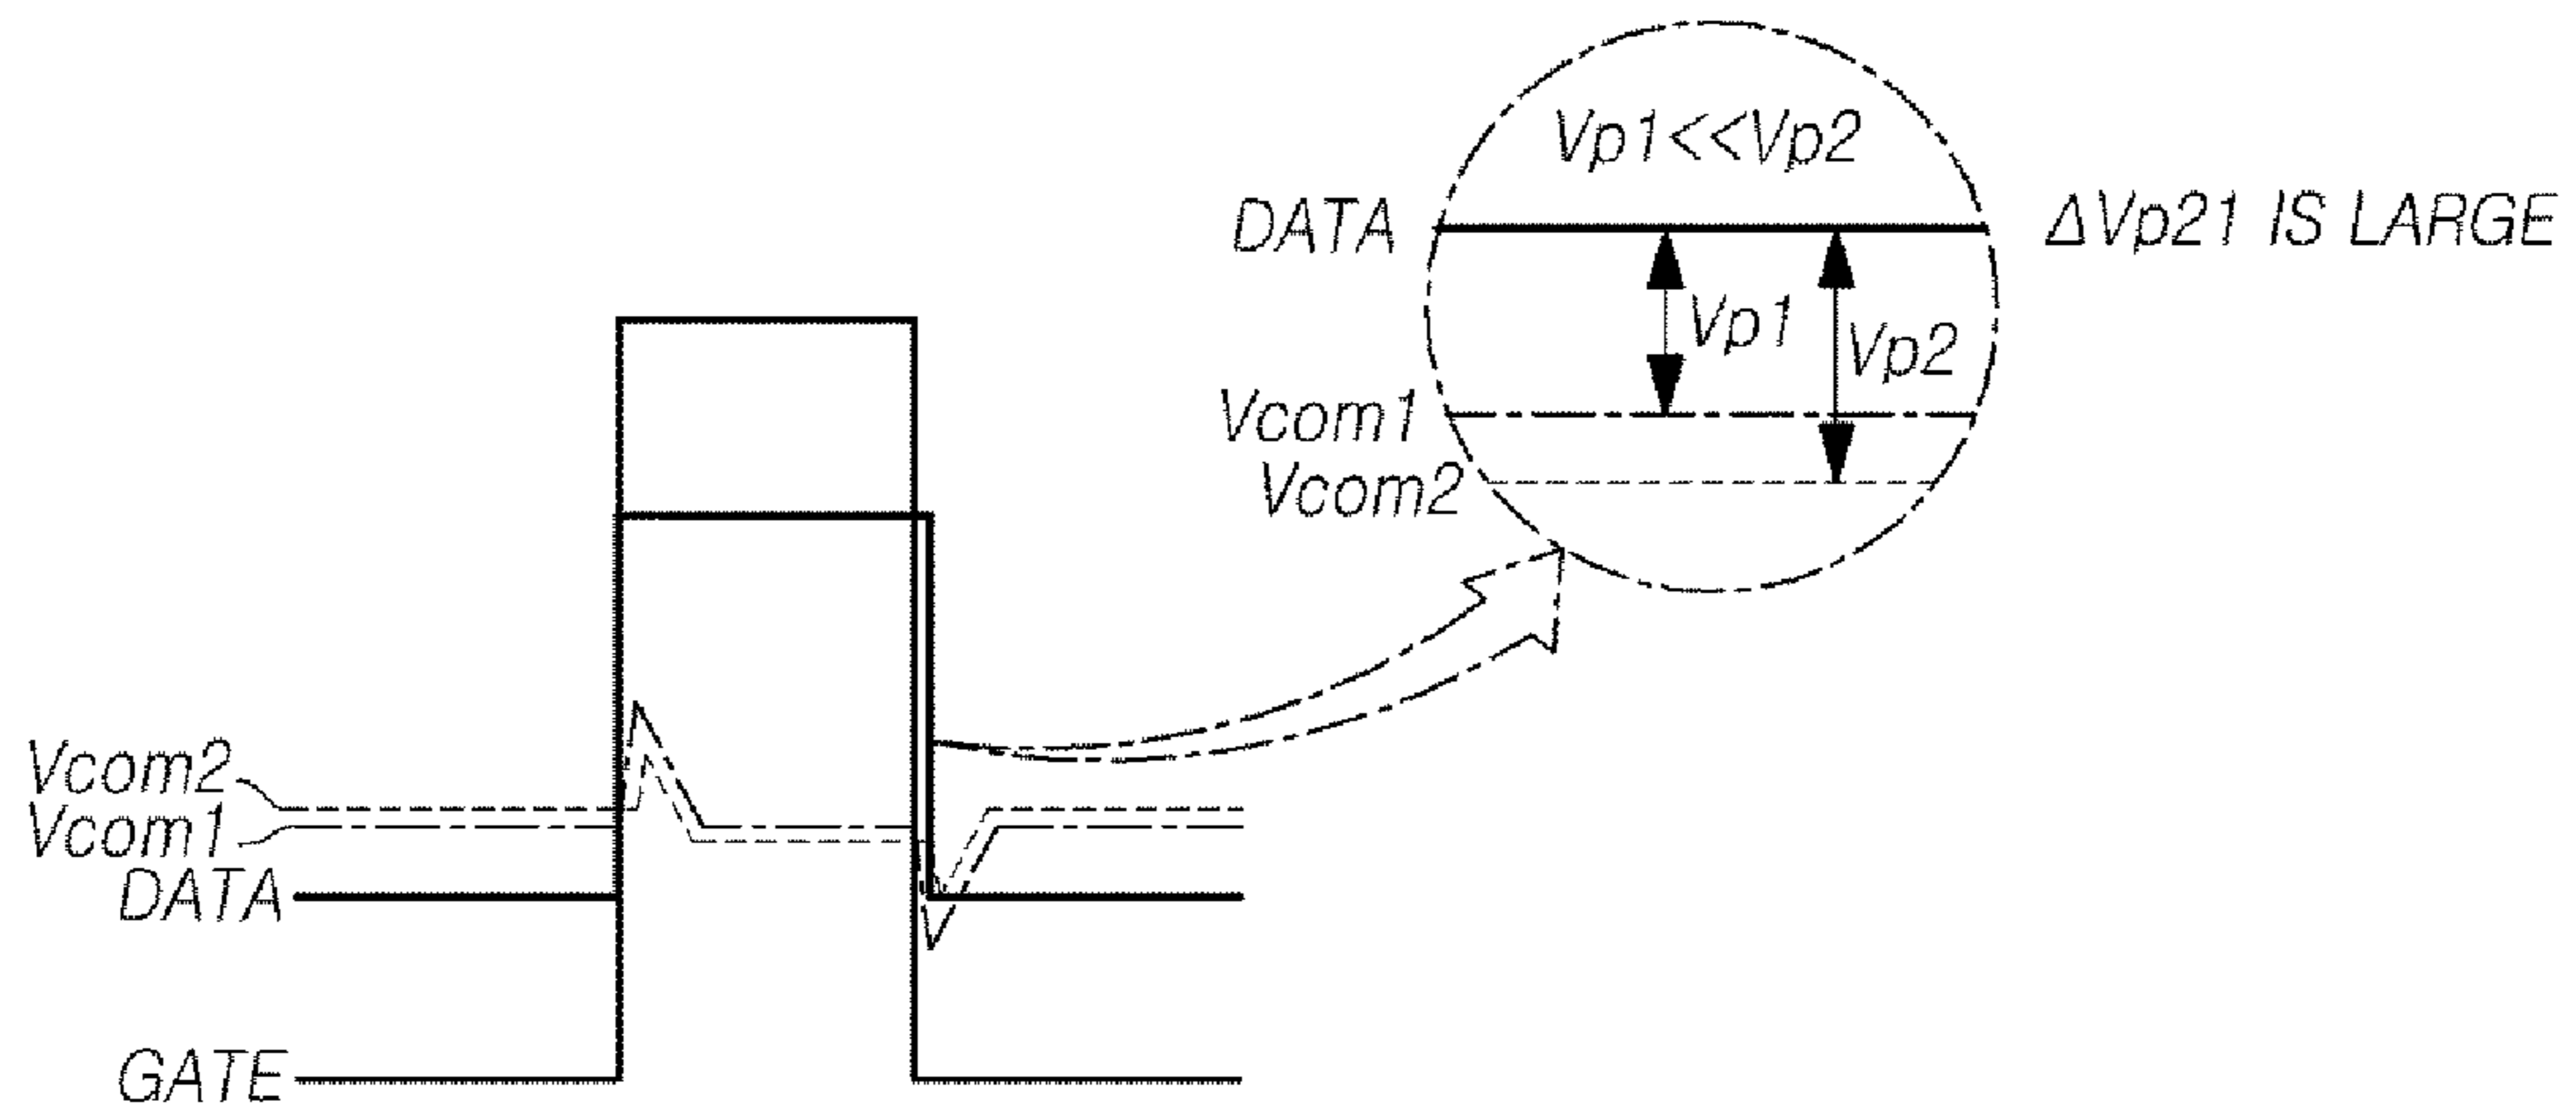 Vp1<<Vp2
DATA
ΔVp21 IS LARGE
Vp1
Vp2
Vcom1
Vcom2
Vcom2
Vcom1
DATA
GATE